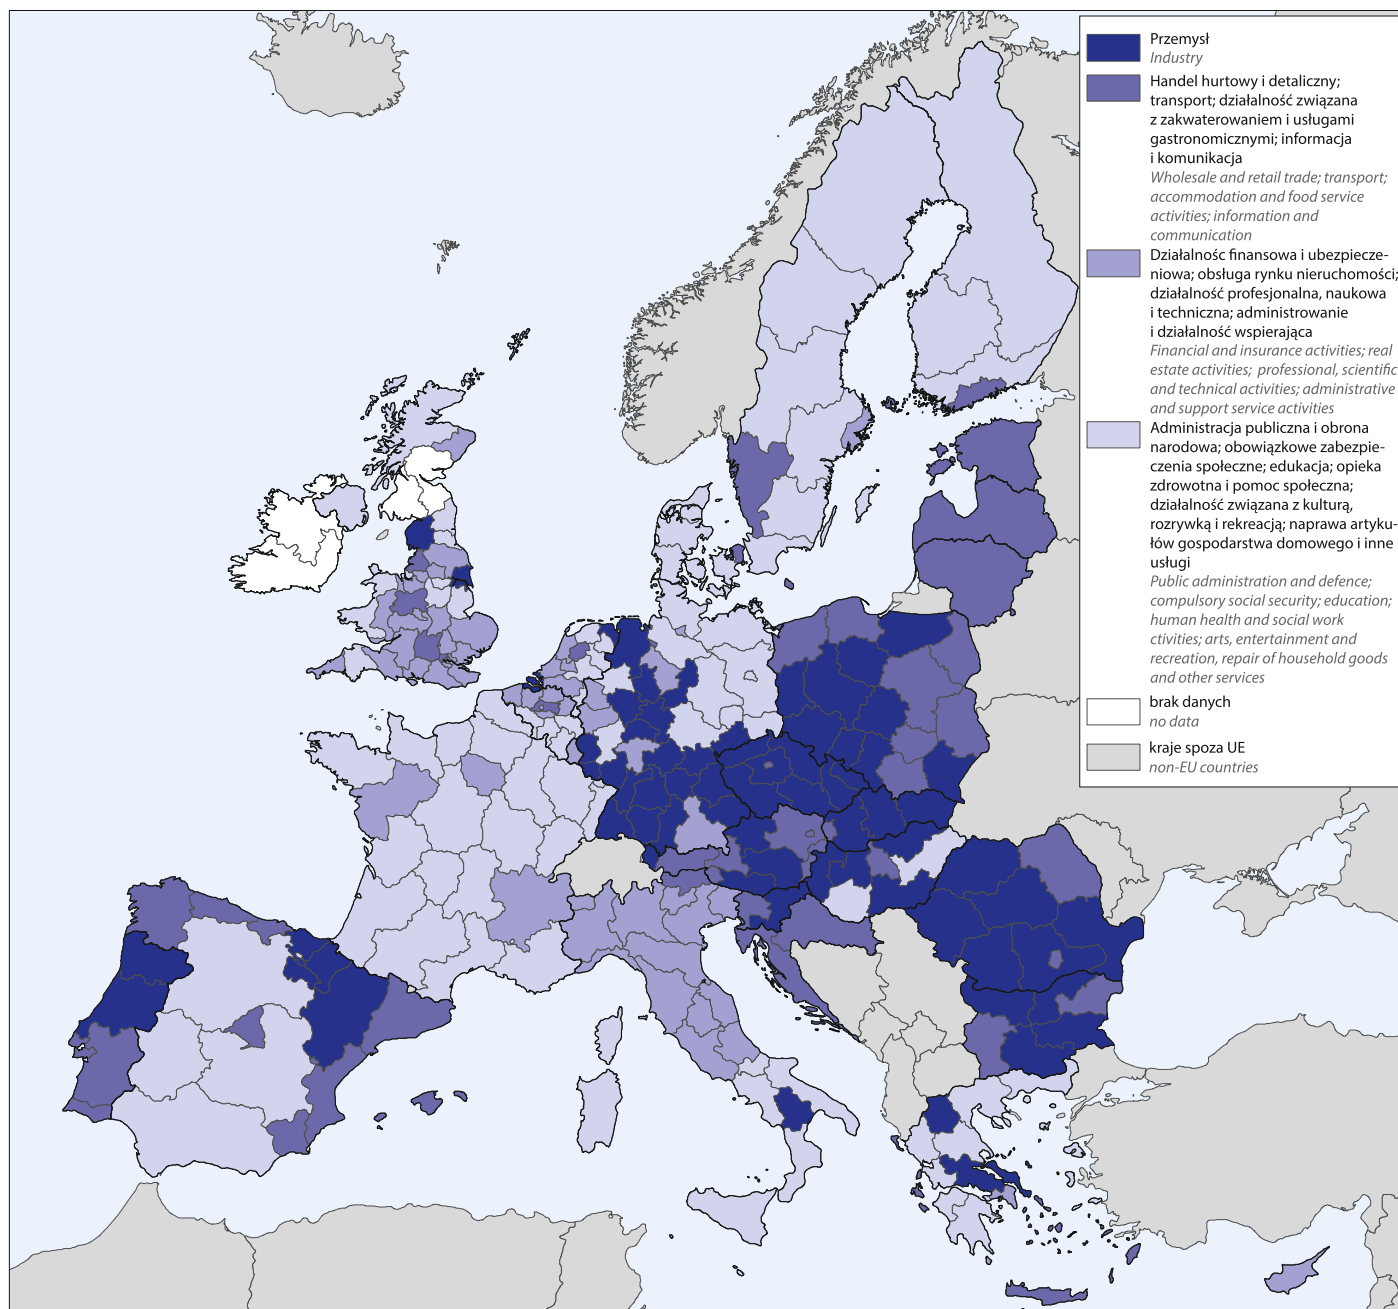 Przemysł
Industry
Handel hurtowy i detaliczny;
transport; działalność związana
z zakwaterowaniem i usługami
gastronomicznymi; informacja
i komunikacja
Wholesale and retail trade; transport;
accommodation and food service
activities; information and
communication
Działalnośc finansowa i ubezpiecze-
niowa; obsługa rynku nieruchomości;
działalność profesjonalna, naukowa
i techniczna; administrowanie
i działalność wspierająca
Financial and insurance activities; real
estate activities; professional, scientific
and technical activities; administrative
and support service activities
Administracja publiczna i obrona
narodowa; obowiązkowe zabezpie-
czenia społeczne; edukacja; opieka
zdrowotna i pomoc społeczna;
działalność związana z kulturą,
rozrywką i rekreacją; naprawa artyku-
łów gospodarstwa domowego i inne
usługi
Public administration and defence;
compulsory social security; education;
human health and social work
ctivities; arts, entertainment and
recreation, repair of household goods
and other services
brak danych
no data
kraje spoza UE
non-EU countries